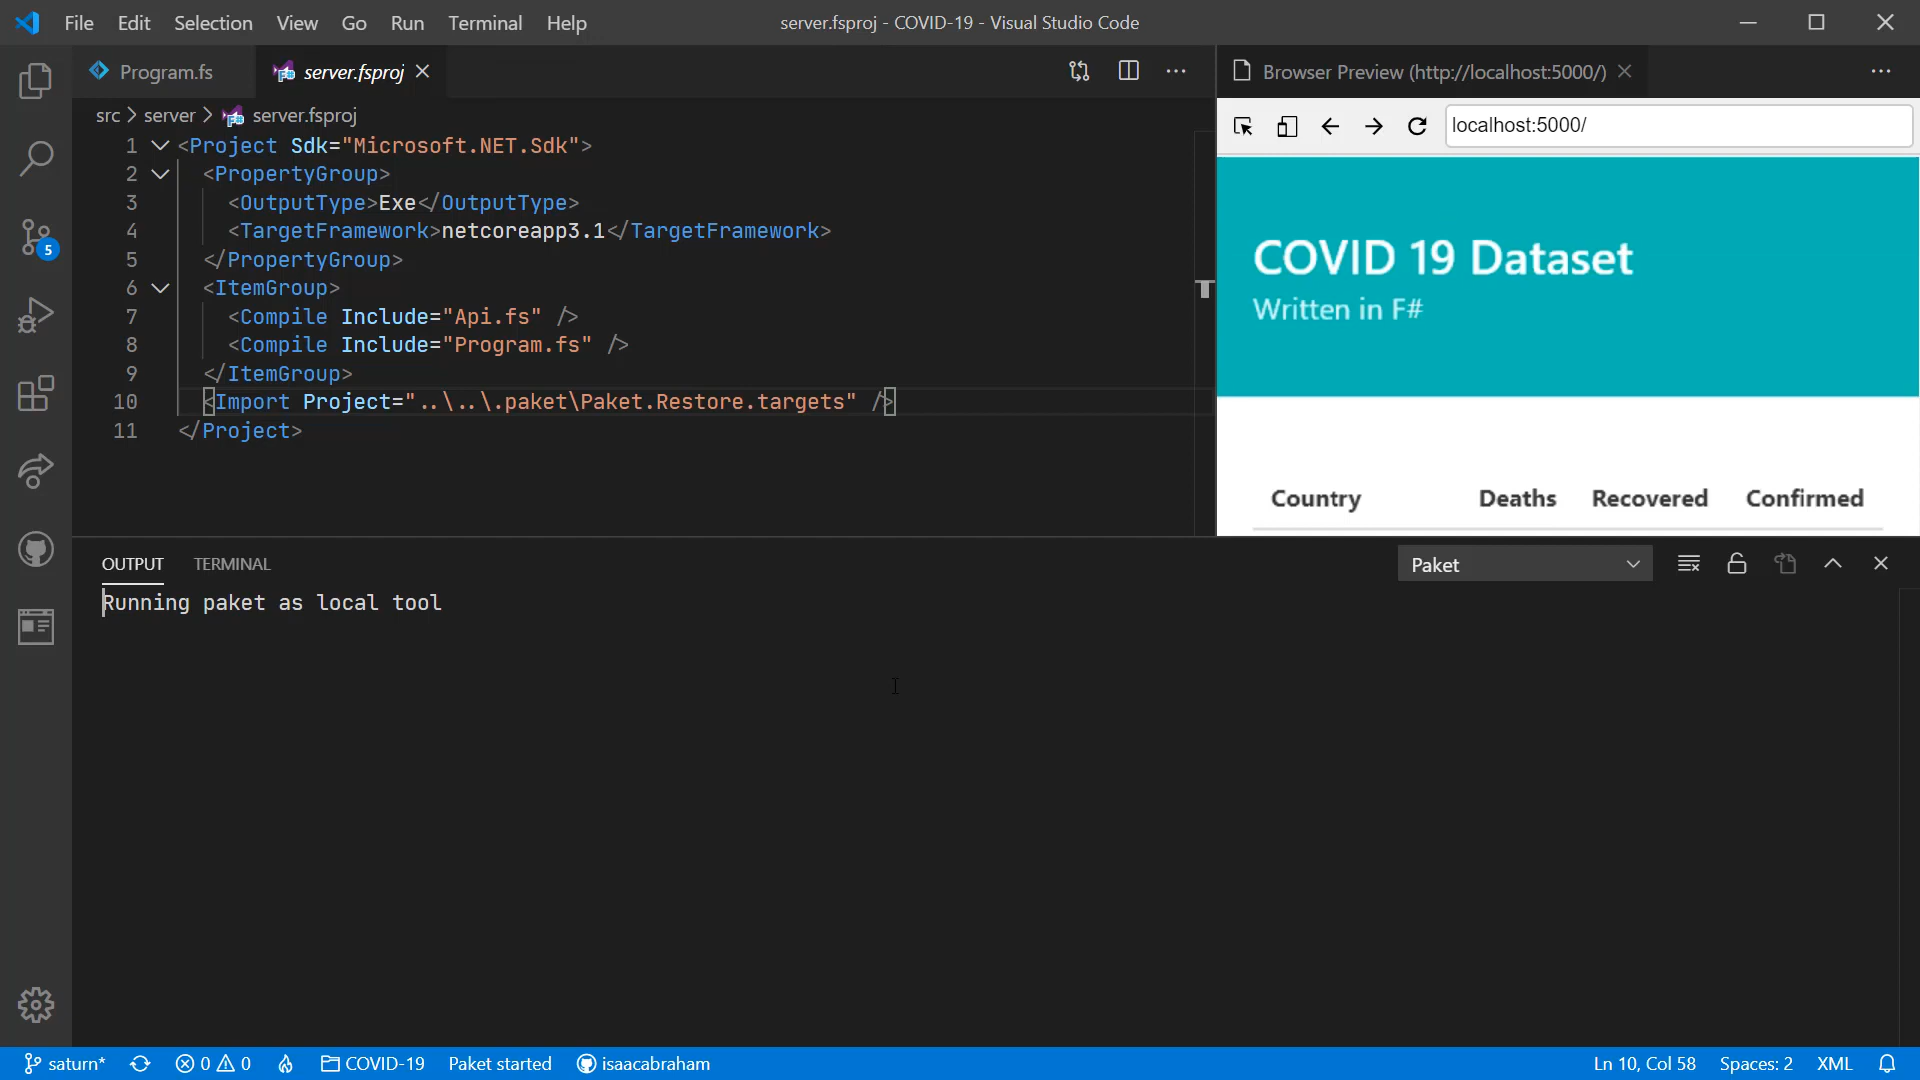 File Edit Selection View Go Run Terminal Help
server.fsproj - COVID-19 - Visual Studio Code
Program.fs
server.fsproj
Browser Preview (http://localhost:5000/)
src > server > server.fsproj
localhost:5000/
1 <Project Sdk="Microsoft.NET.Sdk">
2 <PropertyGroup>
3 <OutputType>Exe</OutputType>
4 <TargetFramework>netcoreapp3.1</TargetFramework>
5 </PropertyGroup>
6 <ItemGroup>
7 <Compile Include="Api.fs" />
8 <Compile Include="Program.fs" />
9 </ItemGroup>
10 <Import Project="..\..\.paket\Paket.Restore.targets" />
11 </Project>
COVID 19 Dataset
Written in F#
Country Deaths Recovered Confirmed
5
OUTPUT TERMINAL
Paket
Running paket as local tool
saturn* 0 0 COVID-19 Paket started isaacabraham
Ln 10, Col 58 Spaces: 2 XML